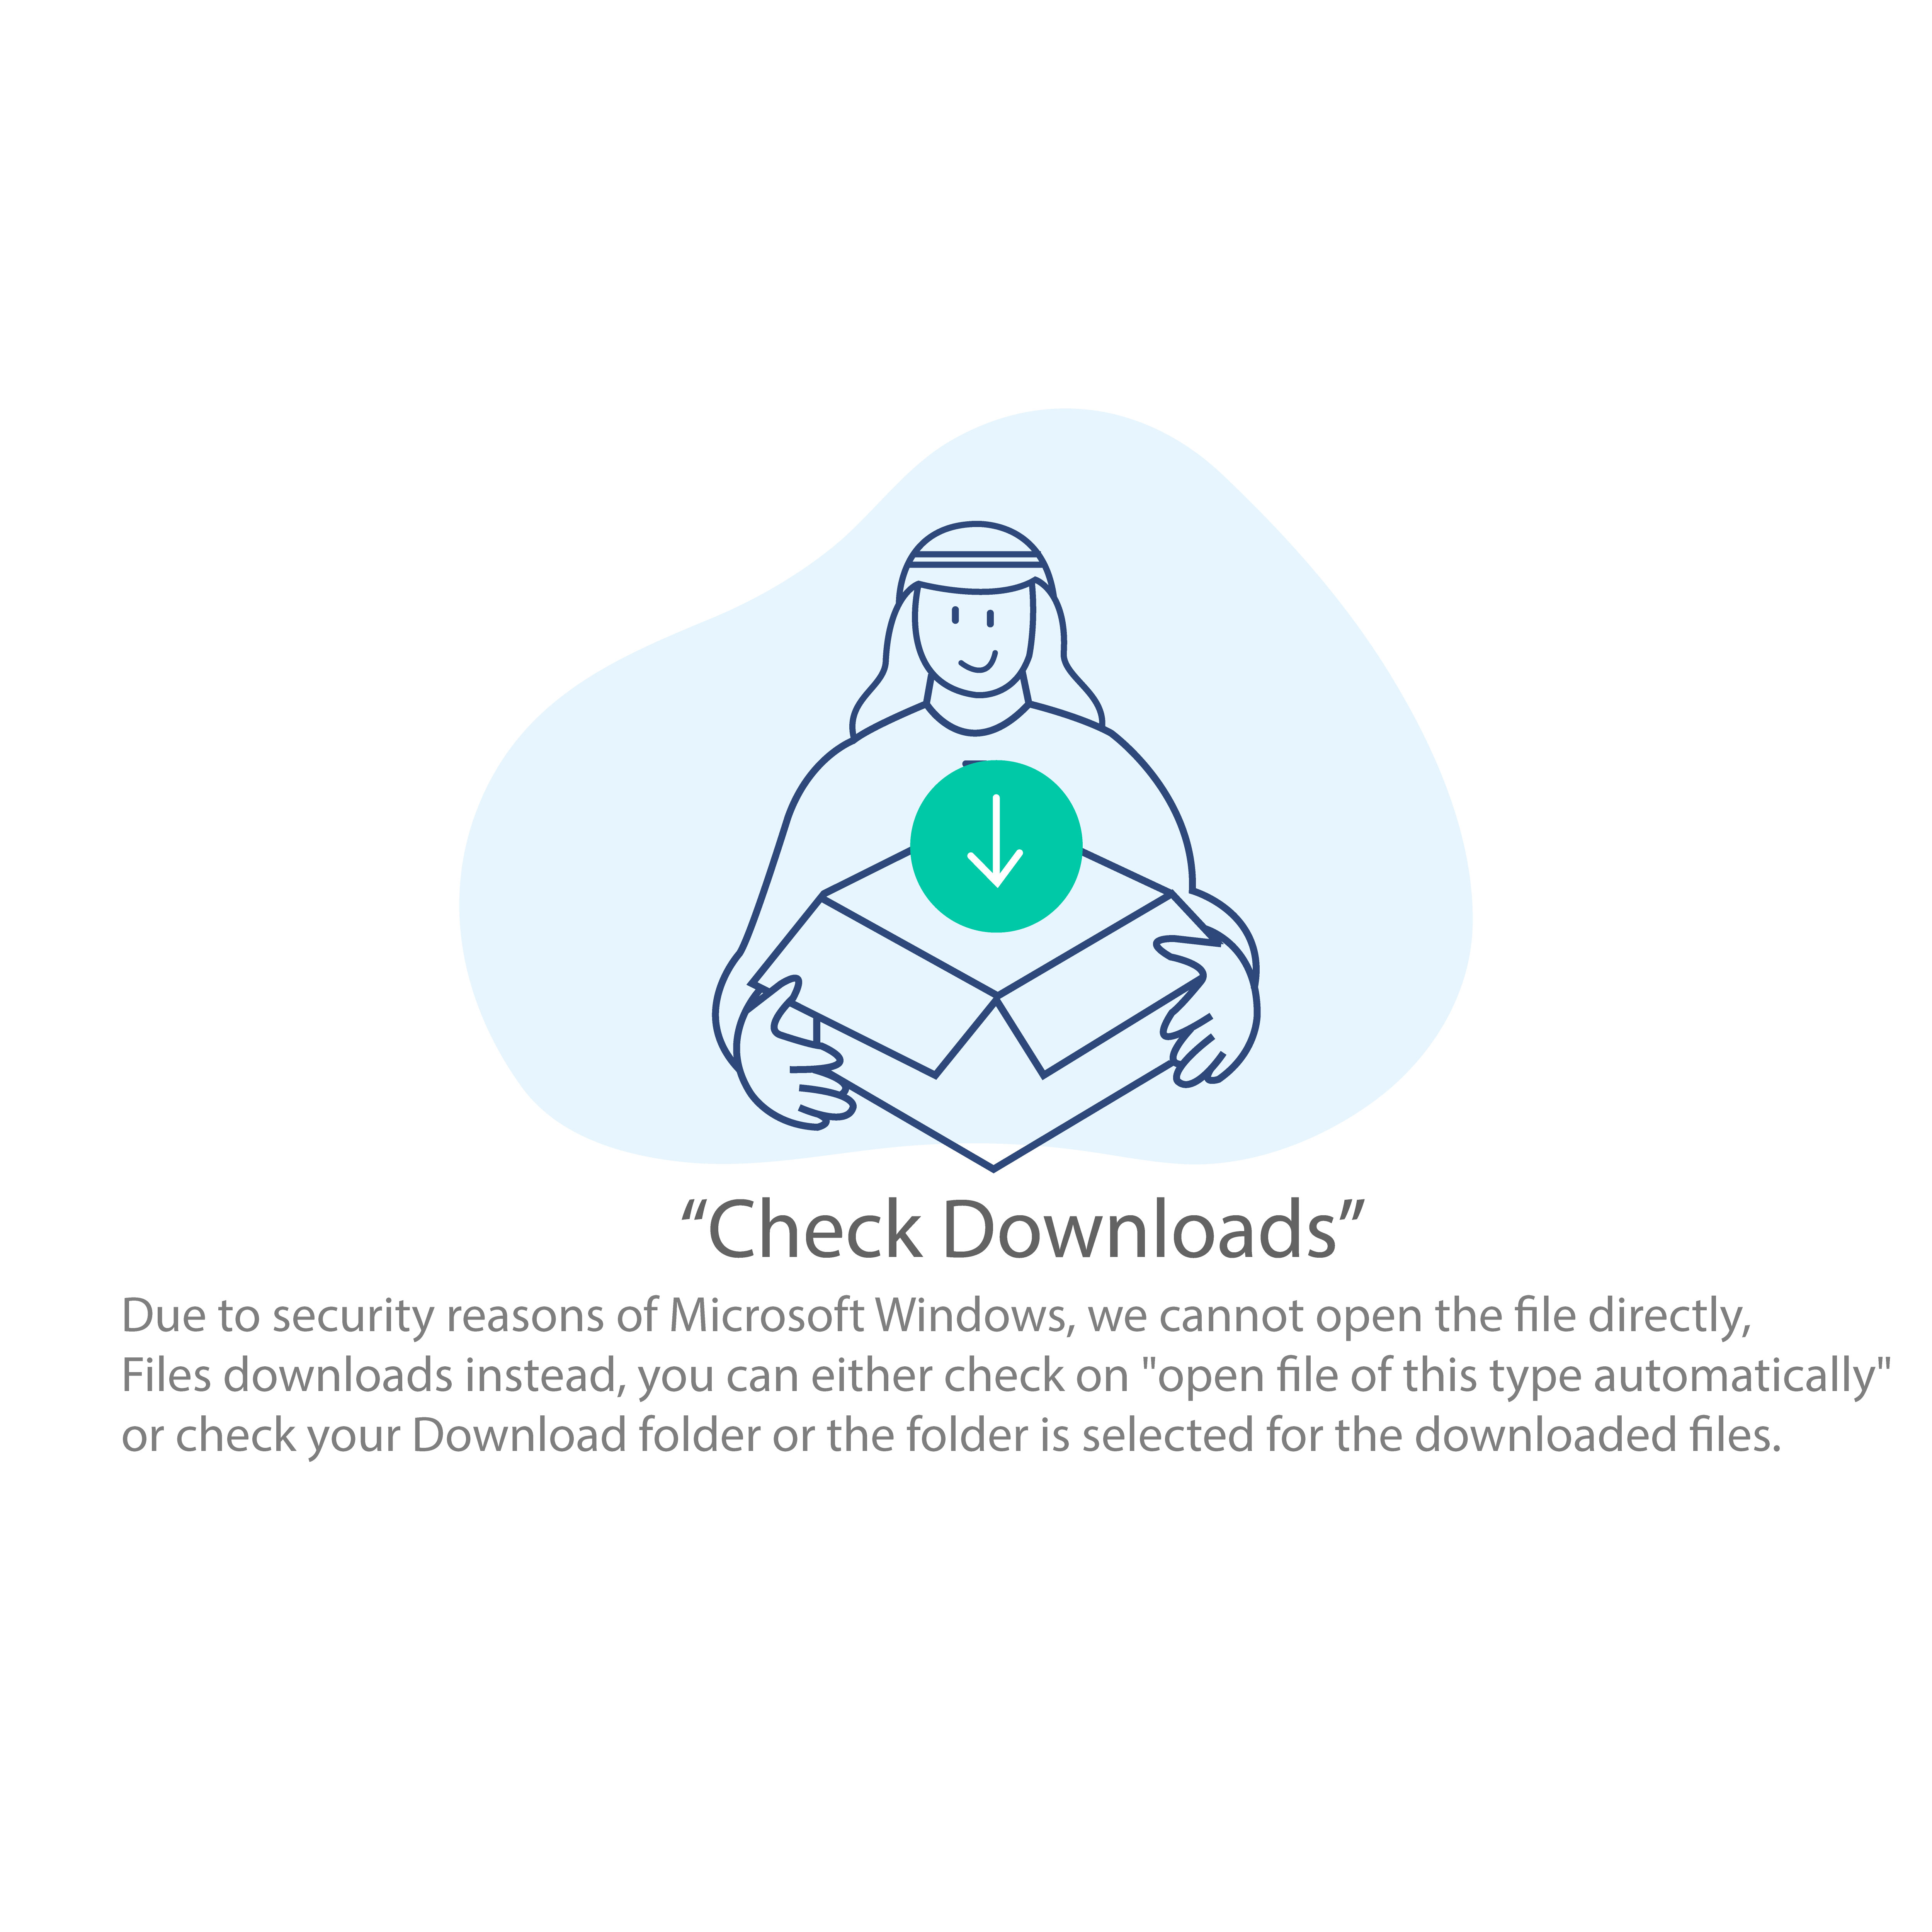 “Check Downloads”
Due to security reasons of Microsoft Windows, we cannot open the file directly,
Files downloads instead, you can either check on "open file of this type automatically"
or check your Download folder or the folder is selected for the downloaded files.